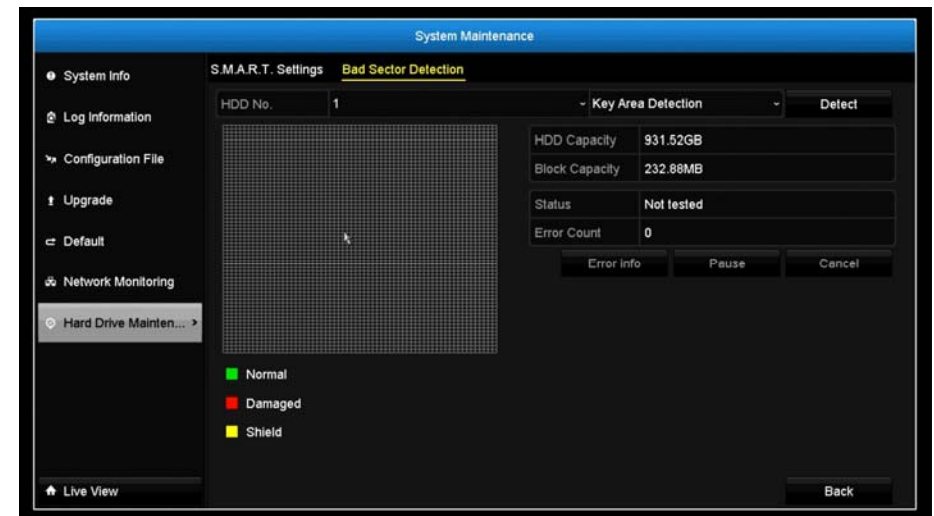 System Maintenance
System Info
Log Information
Configuration File
Upgrade
Default
Network Monitoring
Hard Drive Mainten... >
Live View
S.M.A.R.T. Settings Bad Sector Detection
HDD No. 1 Key Area Detection Detect
HDD Capacity 931.52GB
Block Capacity 232.88MB
Status Not tested
Error Count 0
Error info Pause Cancel
Normal
Damaged
Shield
Back